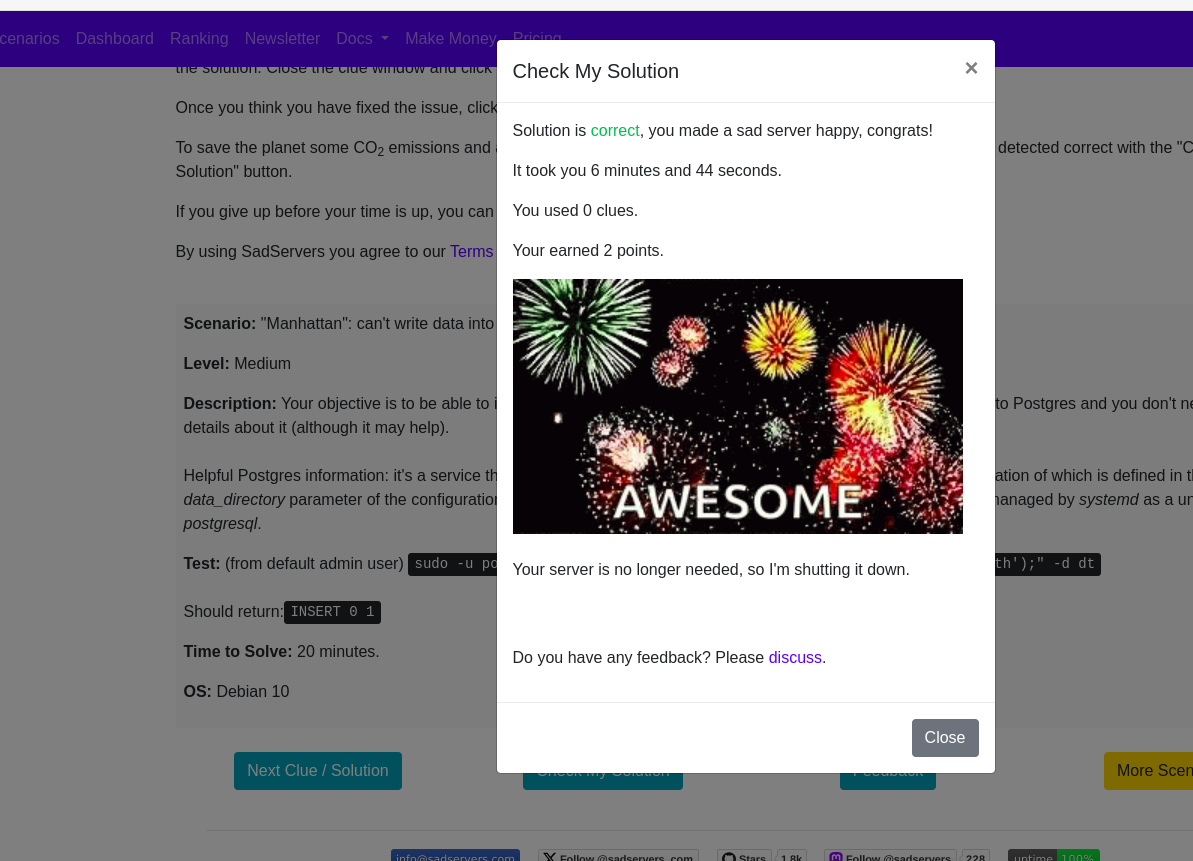 cenarios Dashboard Ranking Newsletter Docs Make Money Pricing
Check My Solution ×
the solution. Close the clue window and click
Once you think you have fixed the issue, click
To save the planet some CO2 emissions and detected correct with the "C
Solution" button.
If you give up before your time is up, you can
By using SadServers you agree to our Terms
Solution is correct, you made a sad server happy, congrats!
It took you 6 minutes and 44 seconds.
You used 0 clues.
Your earned 2 points.
AWESOME
Your server is no longer needed, so I'm shutting it down.
Do you have any feedback? Please discuss.
Close
Scenario: "Manhattan": can't write data into
Level: Medium
Description: Your objective is to be able to i to Postgres and you don't ne
details about it (although it may help).
Helpful Postgres information: it's a service th ation of which is defined in th
data_directory parameter of the configuration managed by systemd as a un
postgresql.
Test: (from default admin user) sudo -u po th');" -d dt
Should return: INSERT 0 1
Time to Solve: 20 minutes.
OS: Debian 10
Next Clue / Solution Check My Solution Feedback More Scen
info@sadservers.com Follow @sadservers_com Stars 1.8k Follow @sadservers 228 uptime 100%